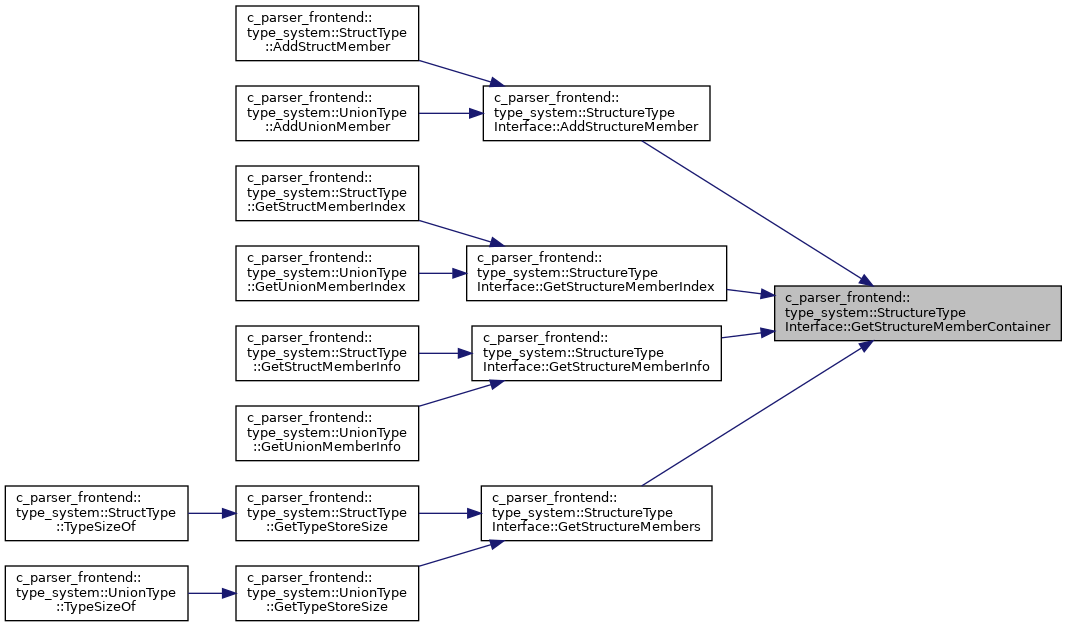 c_parser_frontend::
type_system::StructType
::AddStructMember
c_parser_frontend::
type_system::UnionType
::AddUnionMember
c_parser_frontend::
type_system::StructureType
Interface::AddStructureMember
c_parser_frontend::
type_system::StructType
::GetStructMemberIndex
c_parser_frontend::
type_system::UnionType
::GetUnionMemberIndex
c_parser_frontend::
type_system::StructureType
Interface::GetStructureMemberIndex
c_parser_frontend::
type_system::StructureType
Interface::GetStructureMemberContainer
c_parser_frontend::
type_system::StructType
::GetStructMemberInfo
c_parser_frontend::
type_system::StructureType
Interface::GetStructureMemberInfo
c_parser_frontend::
type_system::UnionType
::GetUnionMemberInfo
c_parser_frontend::
type_system::StructType
::TypeSizeOf
c_parser_frontend::
type_system::StructType
::GetTypeStoreSize
c_parser_frontend::
type_system::StructureType
Interface::GetStructureMembers
c_parser_frontend::
type_system::UnionType
::TypeSizeOf
c_parser_frontend::
type_system::UnionType
::GetTypeStoreSize